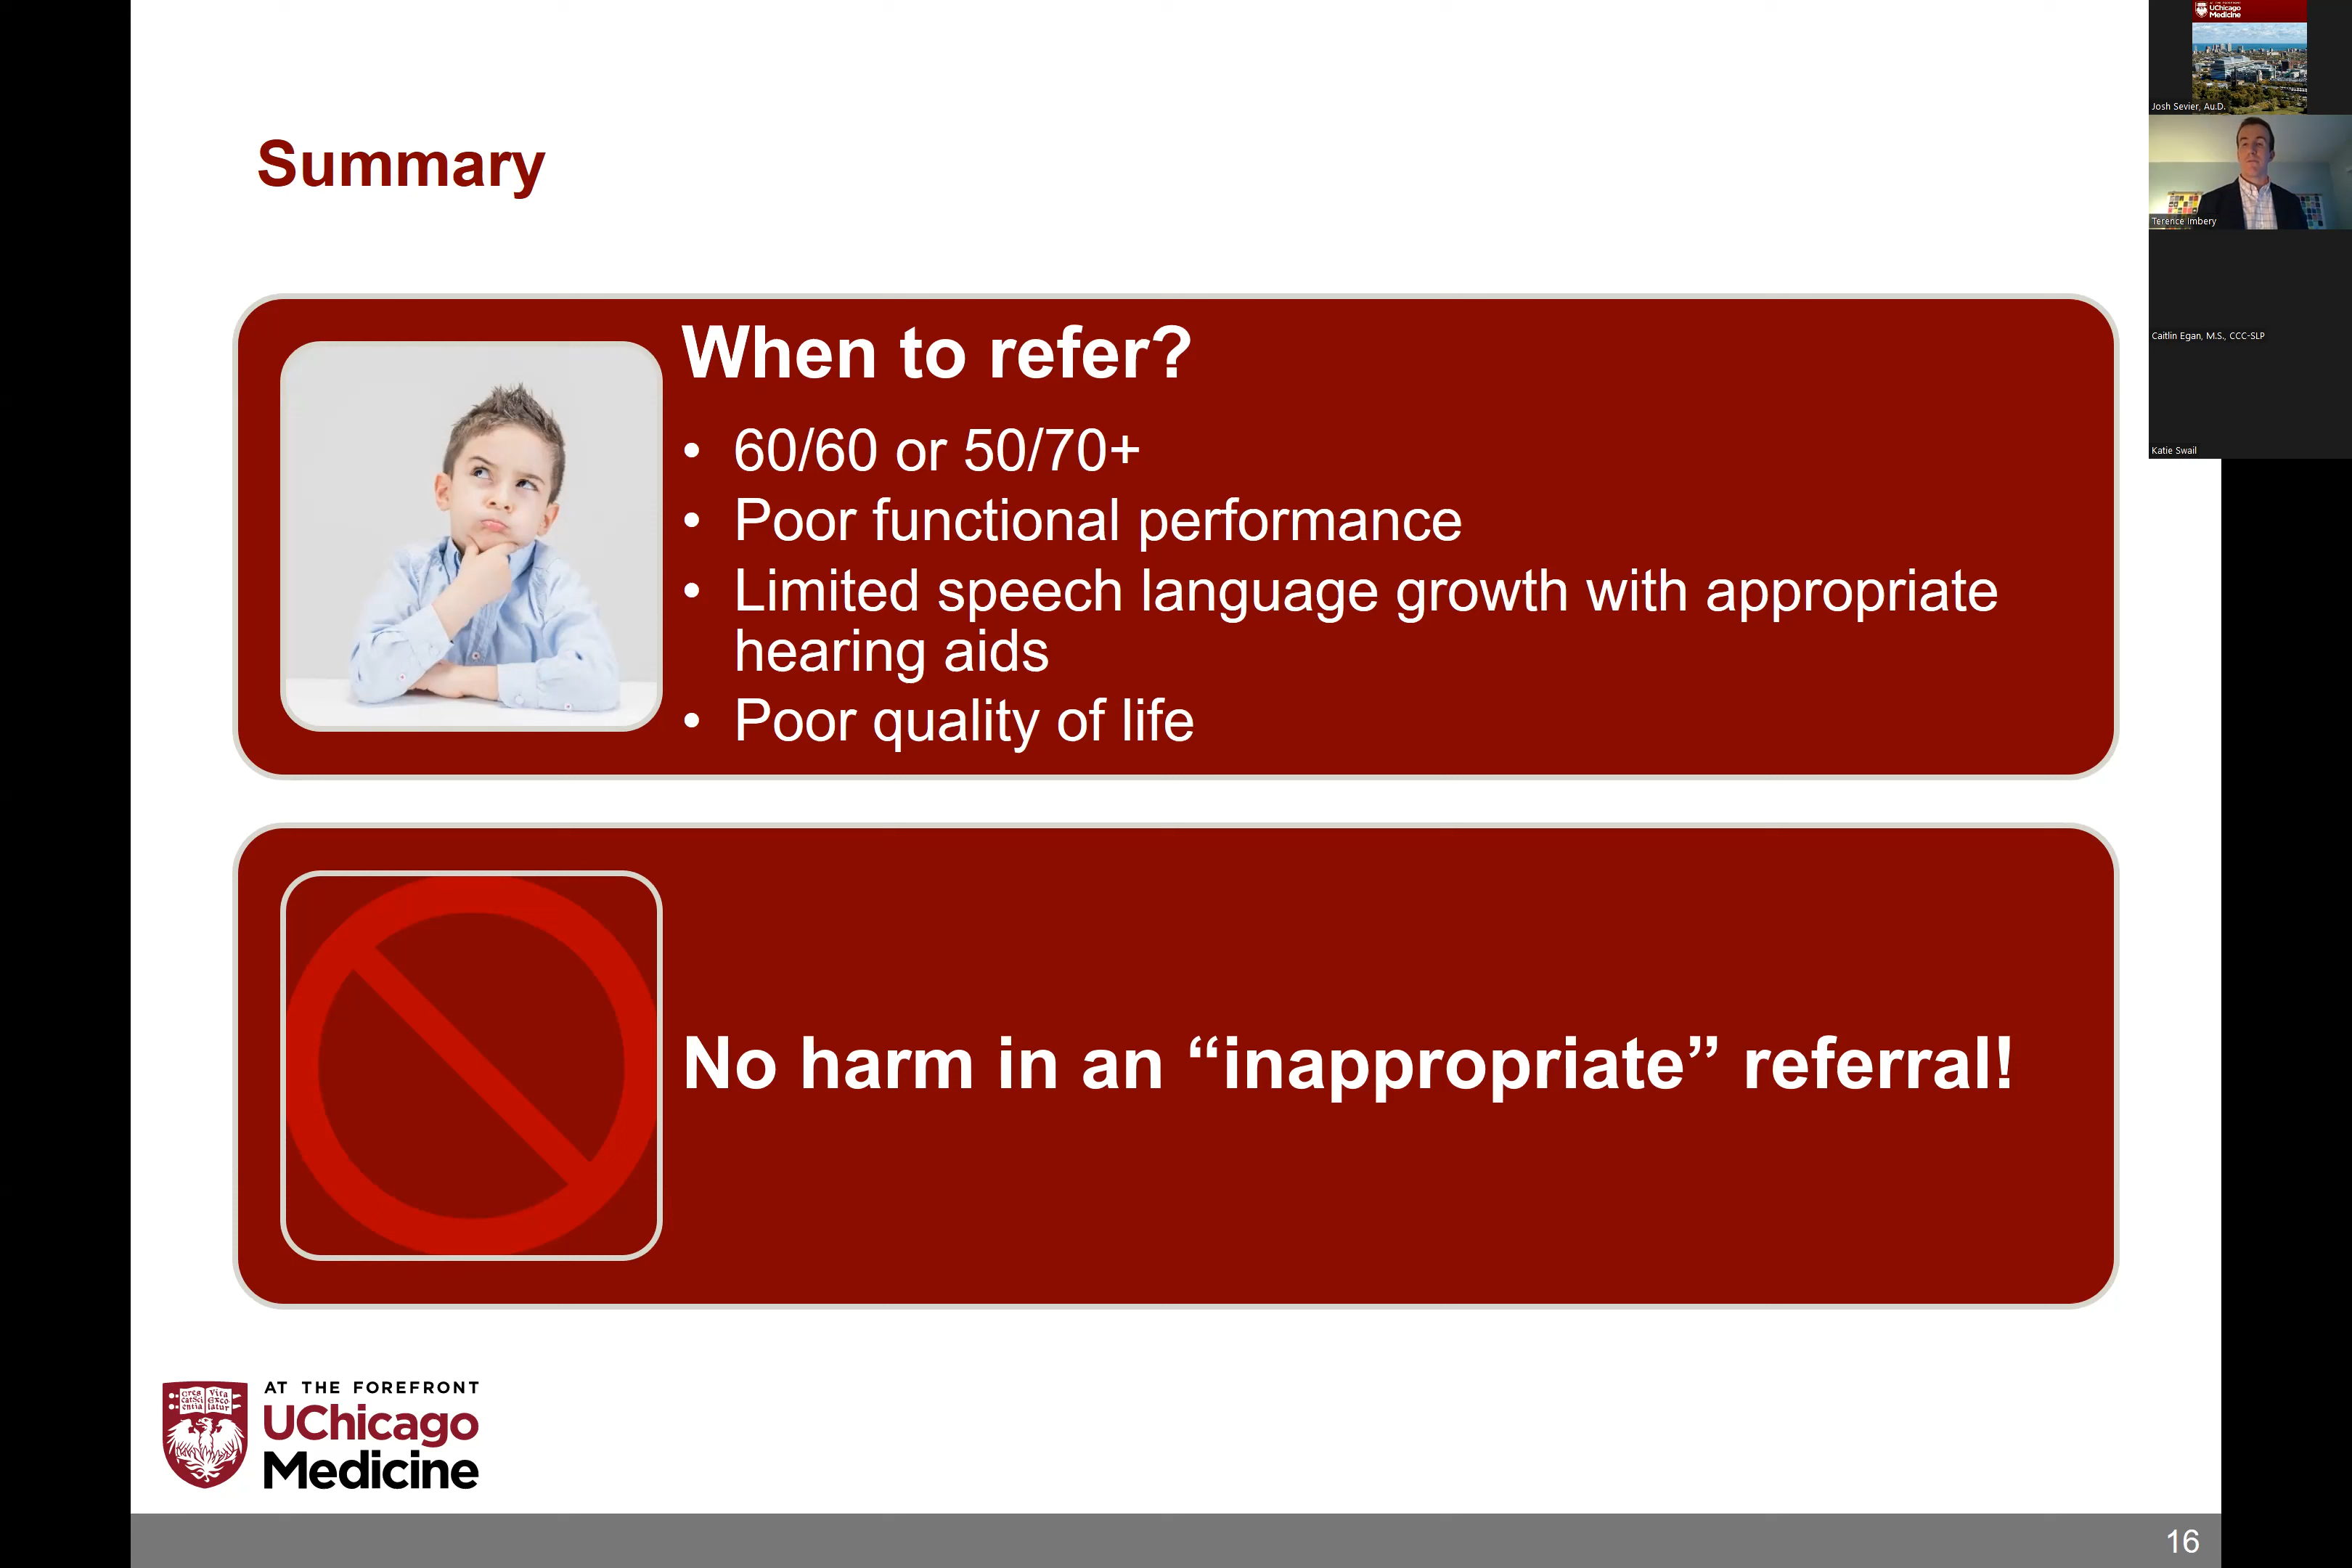 Summary
When to refer?
• 60/60 or 50/70+
• Poor functional performance
• Limited speech language growth with appropriate
hearing aids
• Poor quality of life
No harm in an “inappropriate” referral!
AT THE FOREFRONT
UChicago
Medicine
16
UChicago
Medicine
Josh Sevier, Au.D.
Terence Imbery
Caitlin Egan, M.S., CCC-SLP
Katie Swail